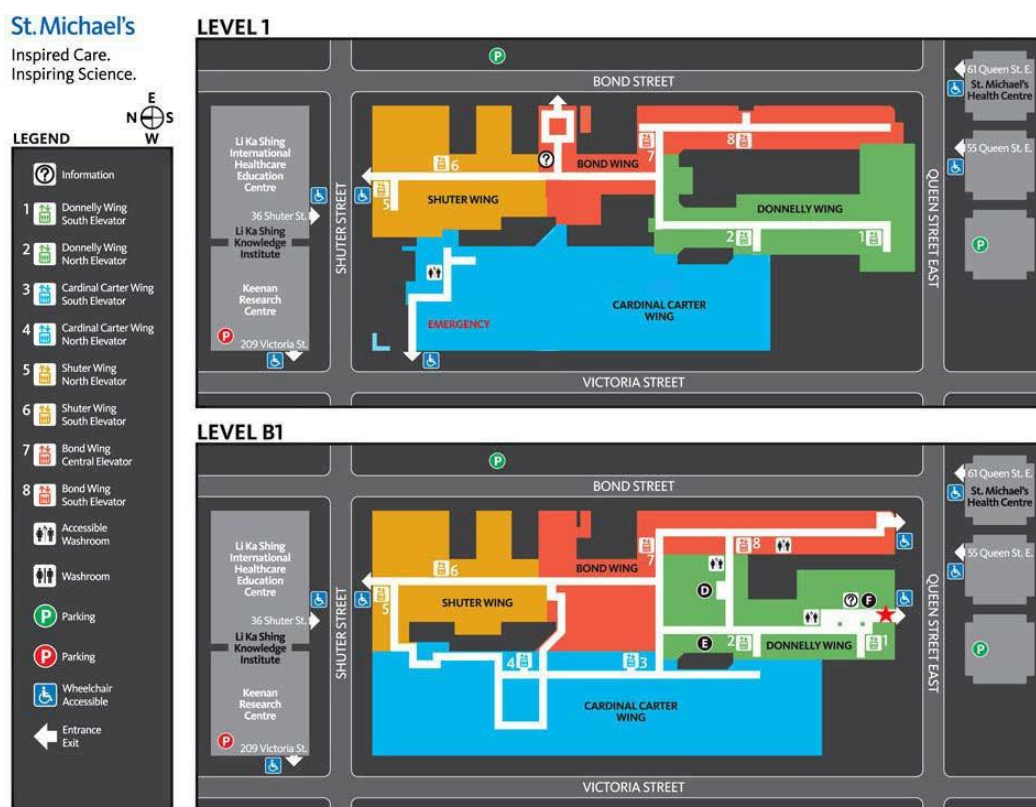 St. Michael's
Inspired Care.
Inspiring Science.
E
N S
W
LEGEND
Information
1 Donnelly Wing
South Elevator
2 Donnelly Wing
North Elevator
3 Cardinal Carter Wing
South Elevator
4 Cardinal Carter Wing
North Elevator
5 Shuter Wing
North Elevator
6 Shuter Wing
South Elevator
7 Bond Wing
Central Elevator
8 Bond Wing
South Elevator
Accessible
Washroom
Washroom
P Parking
P Parking
Wheelchair
Accessible
Entrance
Exit
LEVEL 1
P
BOND STREET
61 Queen St. E.
St. Michael's
Health Centre
Li Ka Shing
International
Healthcare
Education
Centre
36 Shuter St.
Li Ka Shing
Knowledge
Institute
Keenan
Research
Centre
P
209 Victoria St.
SHUTER STREET
6
?
BOND WING
7
8
5
SHUTER WING
DONNELLY WING
2
1
CARDINAL CARTER
WING
EMERGENCY
QUEEN STREET EAST
55 Queen St. E.
P
VICTORIA STREET
LEVEL B1
P
BOND STREET
61 Queen St. E.
St. Michael's
Health Centre
Li Ka Shing
International
Healthcare
Education
Centre
36 Shuter St.
Li Ka Shing
Knowledge
Institute
Keenan
Research
Centre
P
209 Victoria St.
SHUTER STREET
6
BOND WING
7
8
5
SHUTER WING
D
? F
E
2
DONNELLY WING
1
4
3
CARDINAL CARTER
WING
QUEEN STREET EAST
55 Queen St. E.
P
VICTORIA STREET